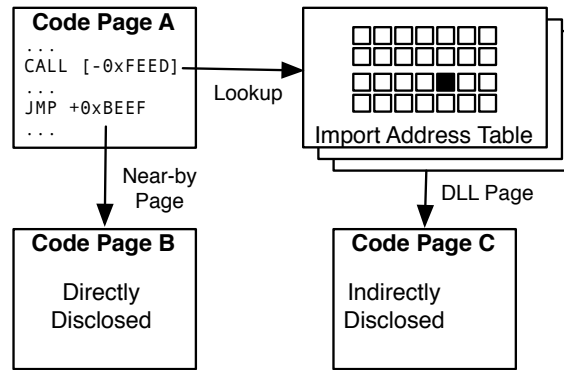 Code Page A
...
CALL [-0xFEED]
...
JMP +0xBEEF
...
Lookup
Import Address Table
Near-by
Page
DLL Page
Code Page B
Directly
Disclosed
Code Page C
Indirectly
Disclosed